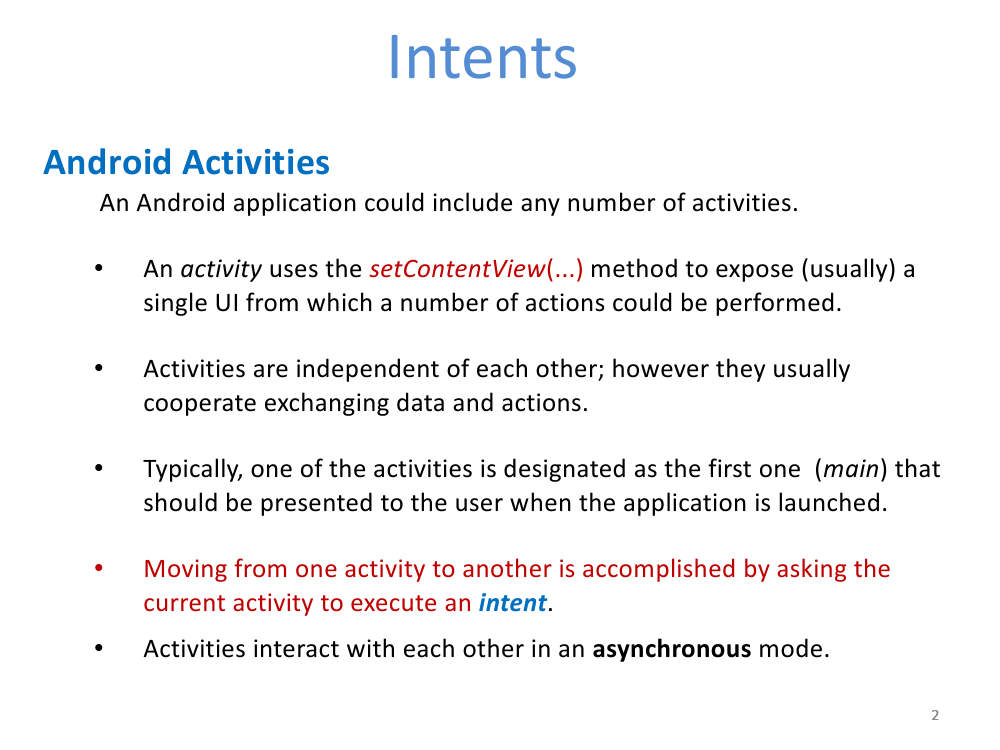 Intents
Android Activities
An Android application could include any number of activities.
• An activity uses the setContentView(...) method to expose (usually) a
single UI from which a number of actions could be performed.
• Activities are independent of each other; however they usually
cooperate exchanging data and actions.
• Typically, one of the activities is designated as the first one (main) that
should be presented to the user when the application is launched.
• Moving from one activity to another is accomplished by asking the
current activity to execute an intent.
• Activities interact with each other in an asynchronous mode.
2